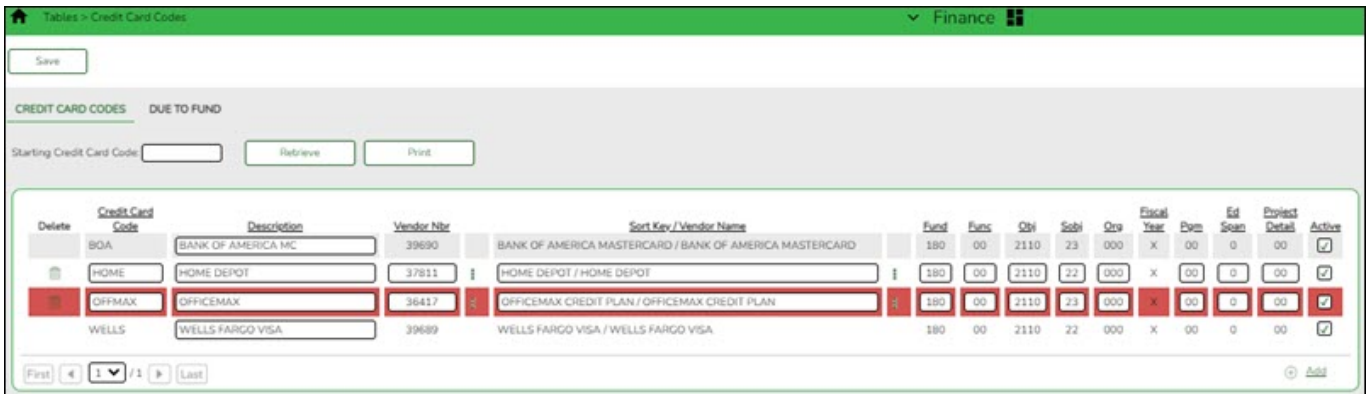 Tables > Credit Card Codes Finance
Save
CREDIT CARD CODES DUE TO FUND
Starting Credit Card Code: Retrieve Print
Delete Credit Card Code Description Vendor Nbr Sort Key / Vendor Name Fund Func Obj Sobj Org Fiscal Year Pgm Ed Span Project Detail Active
BOA BANK OF AMERICA MC 39690 BANK OF AMERICA MASTERCARD / BANK OF AMERICA MASTERCARD 180 00 2110 23 000 X 00 0 00
HOME HOME DEPOT 37811 HOME DEPOT / HOME DEPOT 180 00 2110 22 000 X 00 0 00
OFFMAX OFFICEMAX 36417 OFFICEMAX CREDIT PLAN / OFFICEMAX CREDIT PLAN 180 00 2110 23 000 X 00 0 00
WELLS WELLS FARGO VISA 39689 WELLS FARGO VISA / WELLS FARGO VISA 180 00 2110 22 000 X 00 0 00
First 1 / 1 Last Add